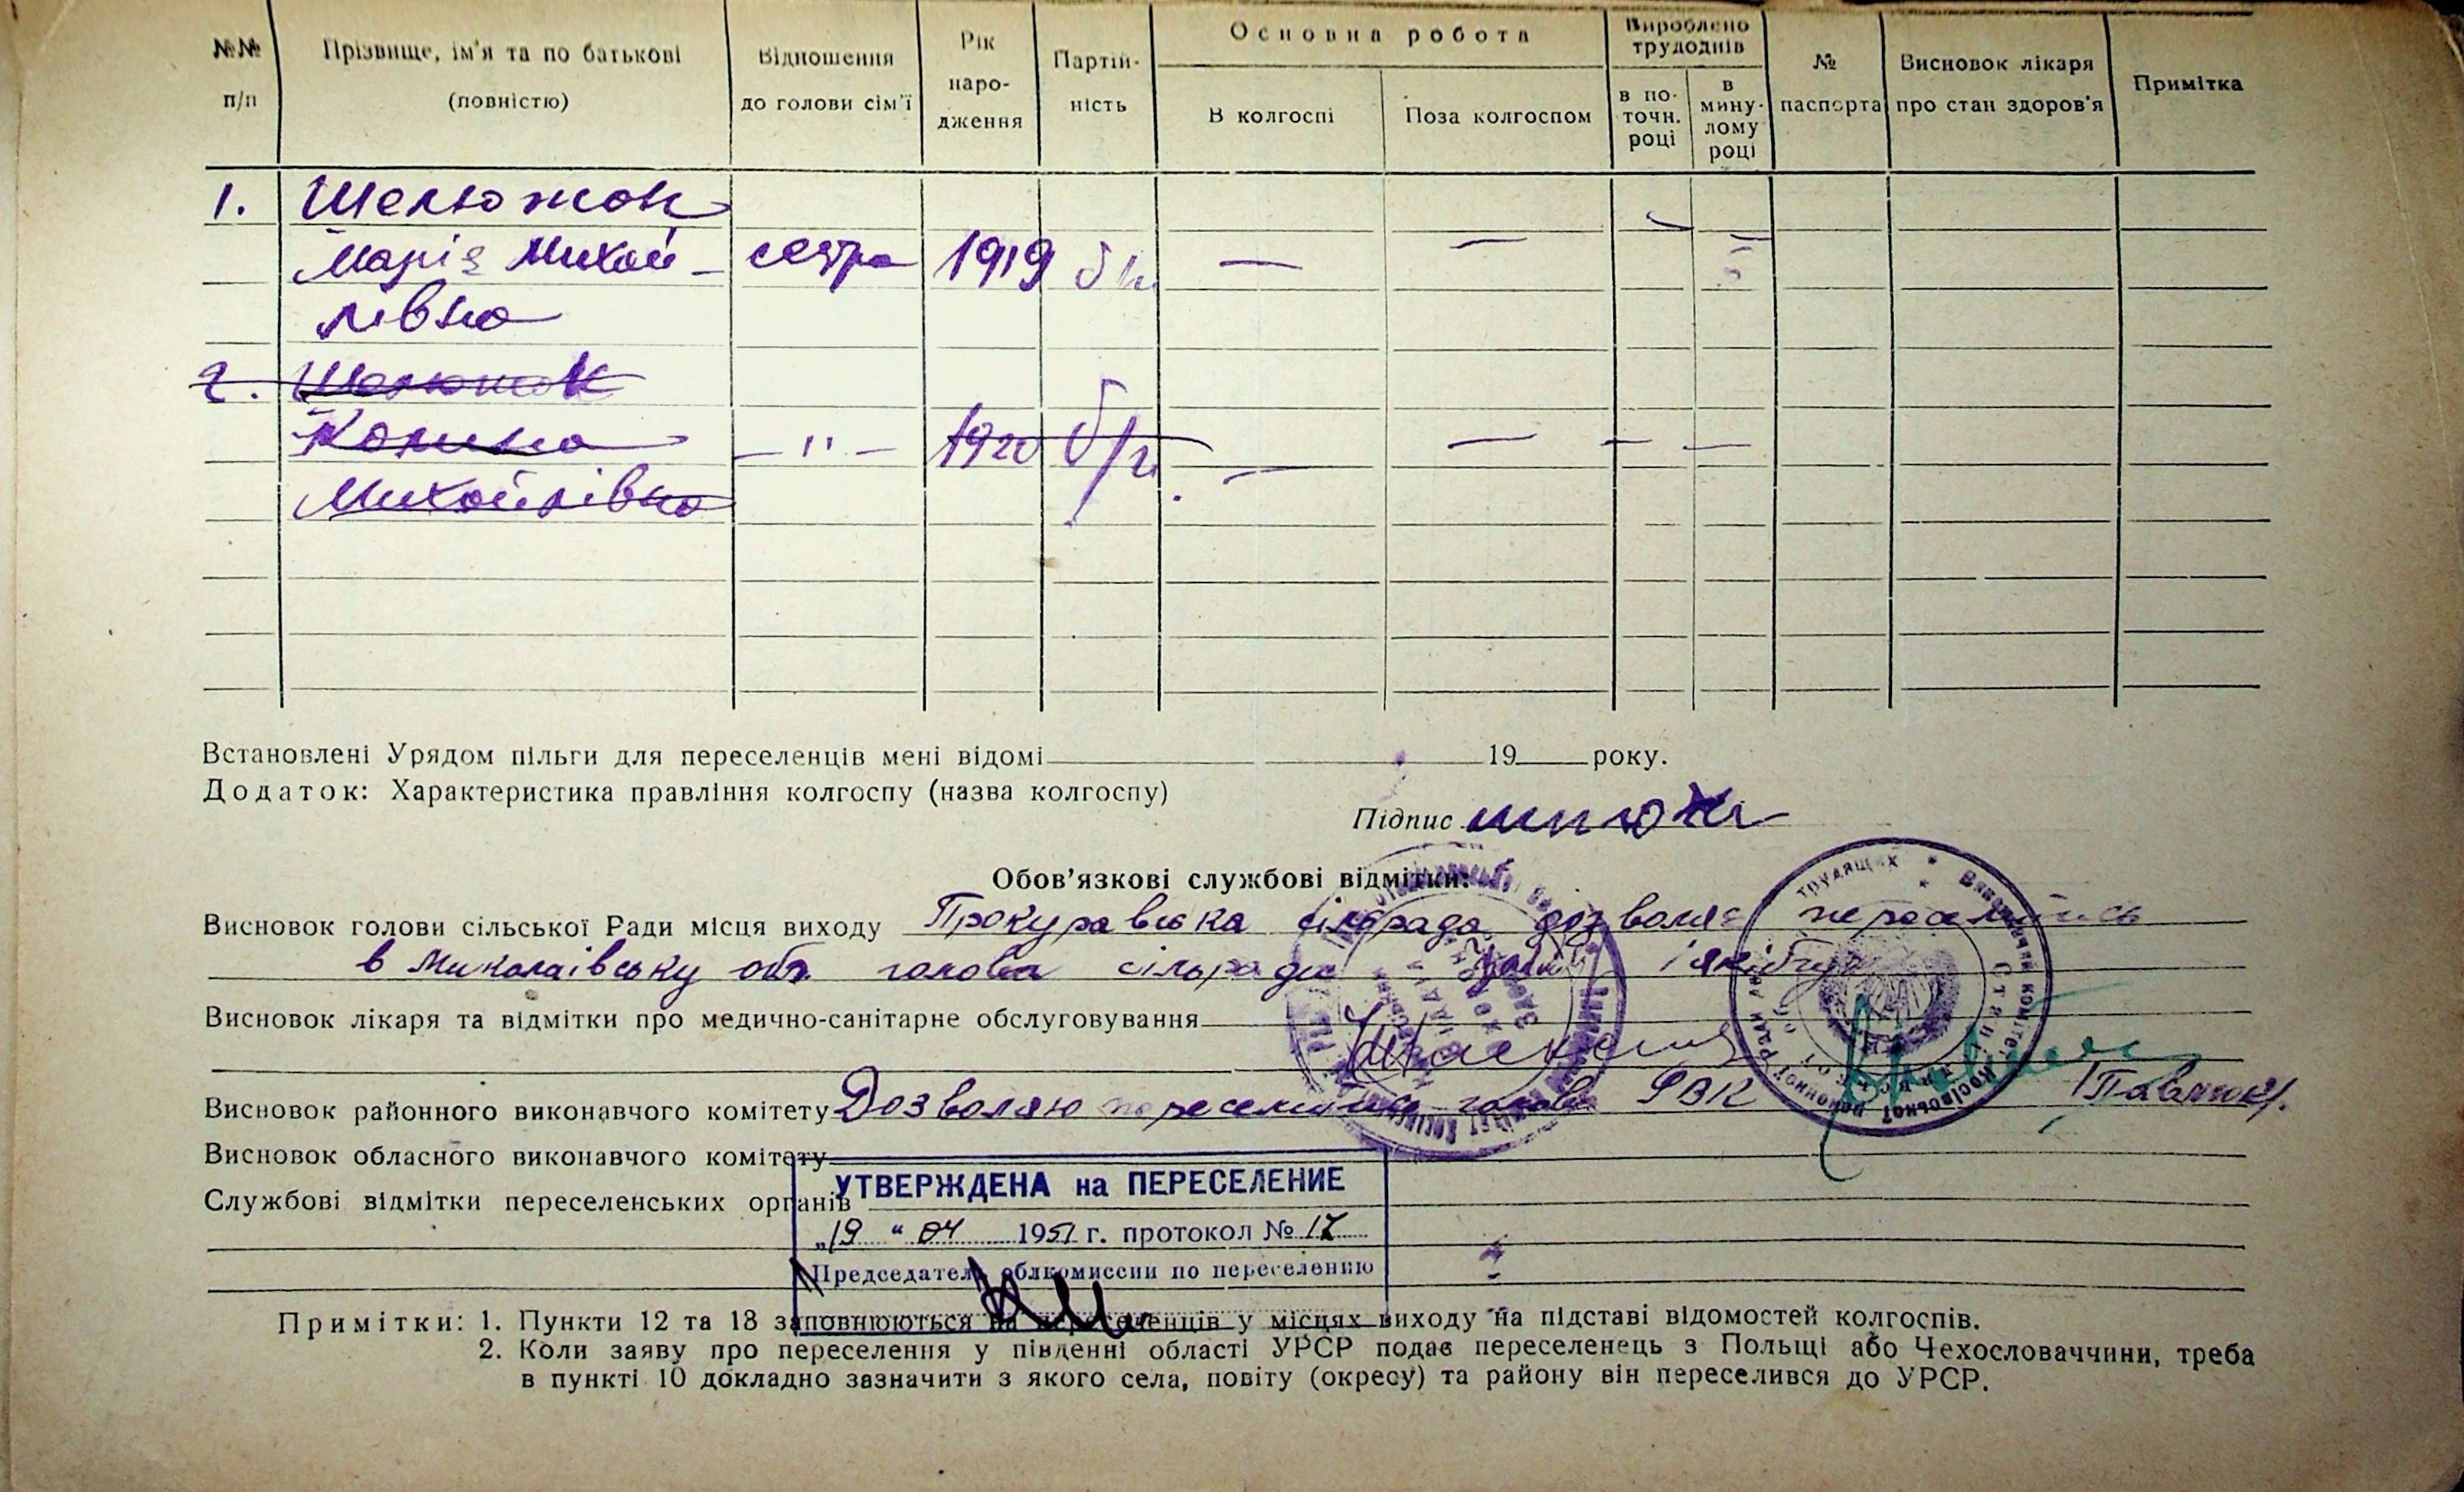 №№ п/п
Прізвище, ім'я та по батькові (повністю)
Відношення до голови сім'ї
Рік народження
Партійність
Основна робота
В колгоспі
Поза колгоспом
Вироблено трудоднів
в поточн. році
в минулому році
№ паспорта
Висновок лікаря про стан здоров'я
Примітка
1. Шелюжок
Марія Михай- сестра 1919 бп. — —
лівна
2. Шелюжок
—"— 1920 б/п. — — — —
Михайлівна
Встановлені Урядом пільги для переселенців мені відомі 19 року.
Додаток: Характеристика правління колгоспу (назва колгоспу)
Підпис
Обов'язкові службові відмітки:
Висновок голови сільської Ради місця виходу Прокуравська сільрада дозволяє переселитись
в Миколаївську обл. голова сільради
Висновок лікаря та відмітки про медично-санітарне обслуговування
Висновок районного виконавчого комітету Дозволяю переселитись голова РВК
Висновок обласного виконавчого комітету
Службові відмітки переселенських органів
УТВЕРЖДЕНА на ПЕРЕСЕЛЕНИЕ
„19" 04 1951 г. протокол № 17
Председатель облкомиссии по переселению
Примітки: 1. Пункти 12 та 13 заповнюються на переселенців у місцях виходу на підставі відомостей колгоспів.
2. Коли заяву про переселення у південні області УРСР подає переселенець з Польщі або Чехословаччини, треба
в пункті 10 докладно зазначити з якого села, повіту (окресу) та району він переселився до УРСР.